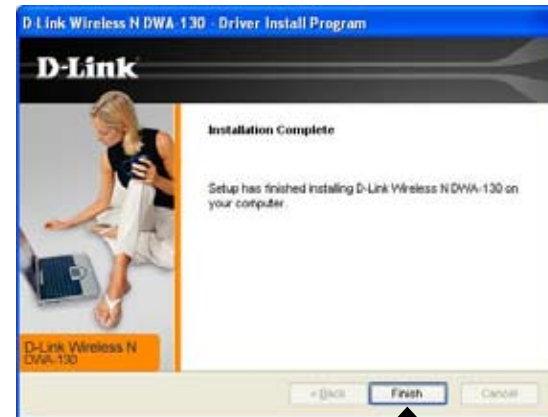 D-Link Wireless N DWA-130 - Driver Install Program
D-Link
Installation Complete
Setup has finished installing D-Link Wireless N DWA-130 on
your computer.
D-Link Wireless N
DWA-130
< Back
Finish
Cancel